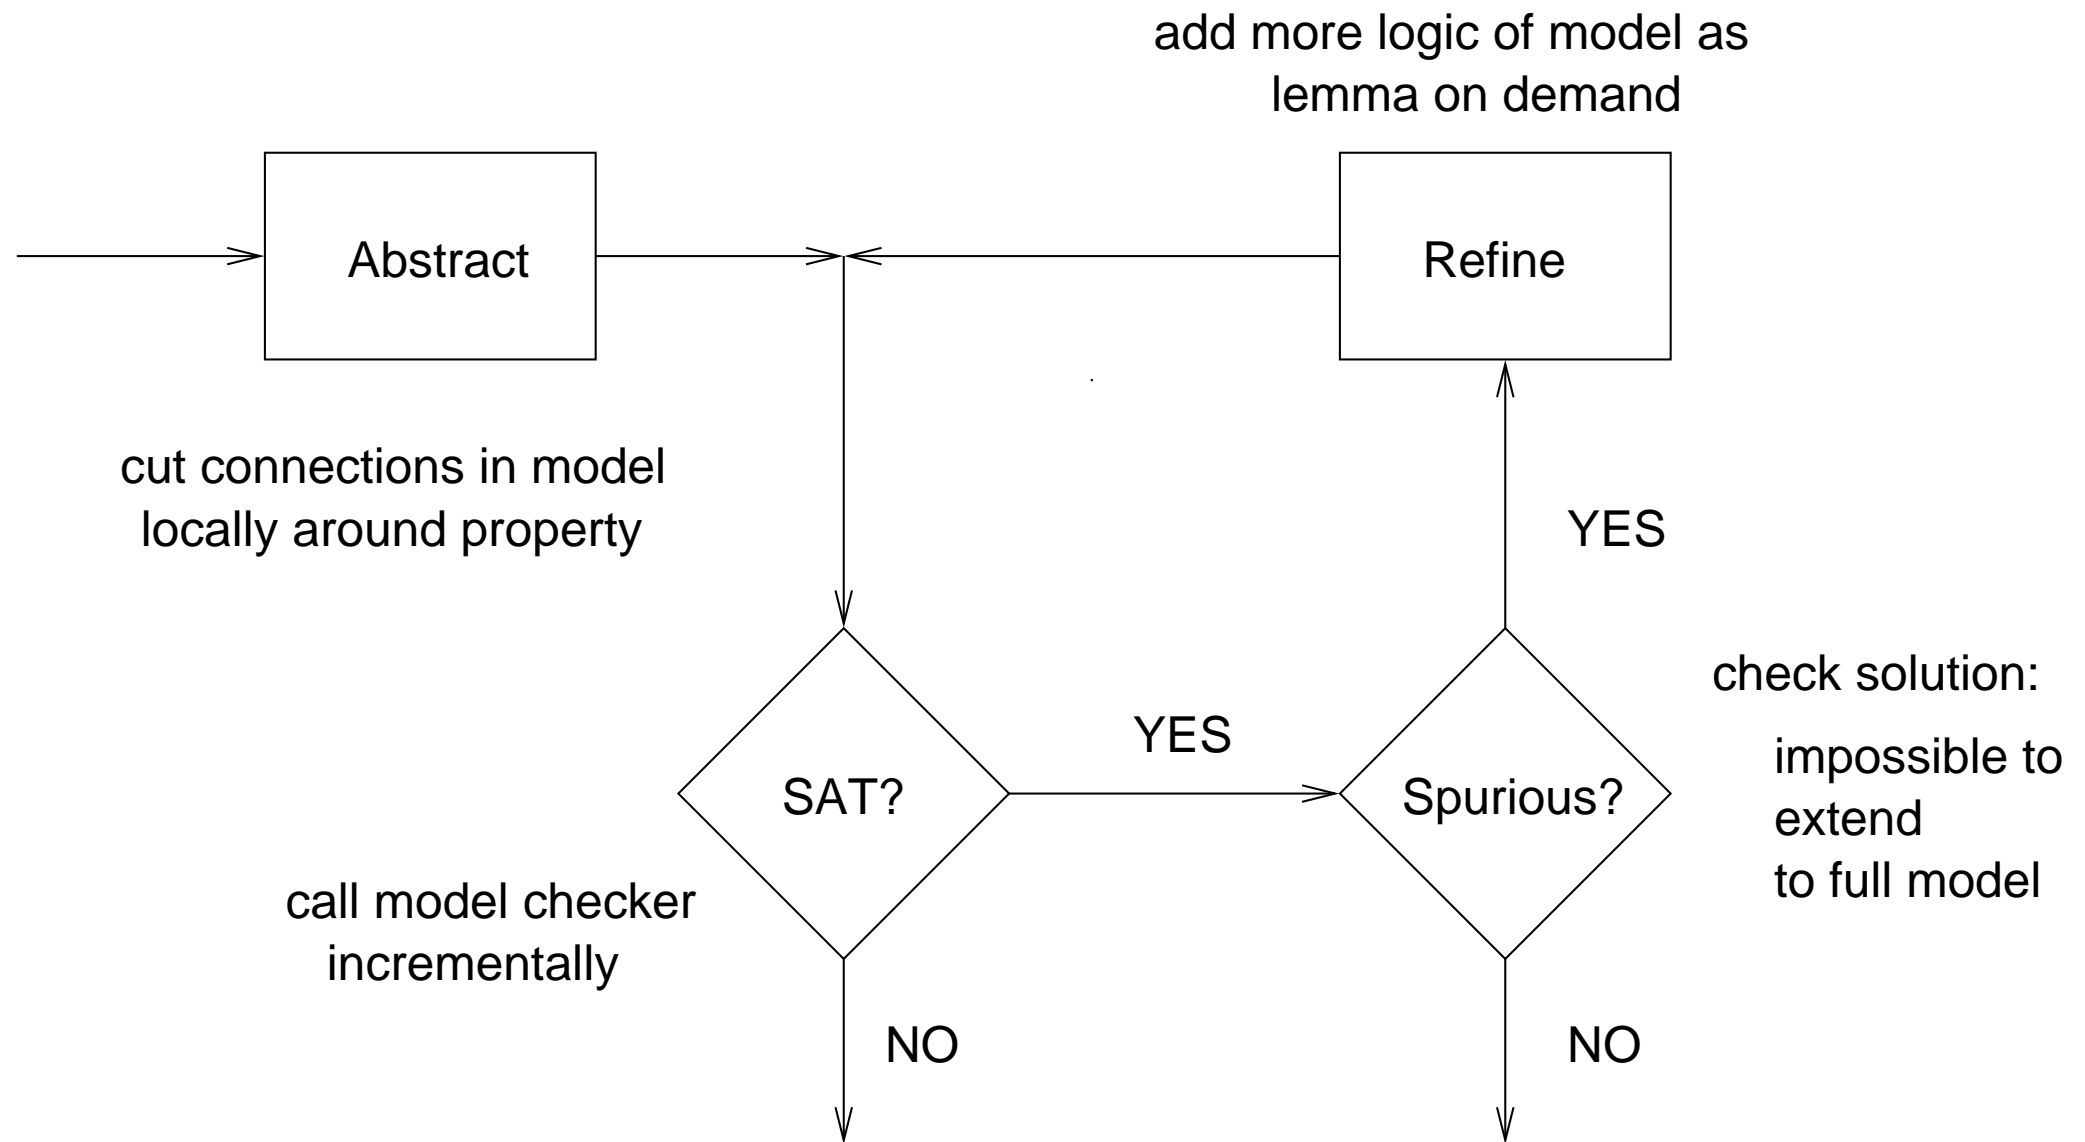 add more logic of model as
lemma on demand
Abstract
Refine
cut connections in model
locally around property
YES
check solution:
YES
impossible to
SAT?
Spurious?
extend
to full model
call model checker
incrementally
NO
NO